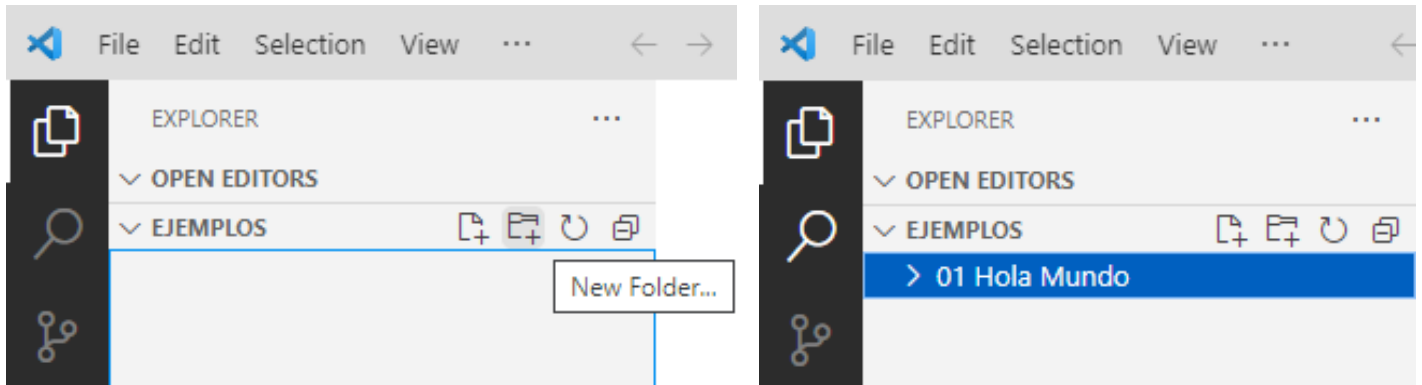 File Edit Selection View ...
EXPLORER ...
OPEN EDITORS
EJEMPLOS
New Folder...
File Edit Selection View ...
EXPLORER ...
OPEN EDITORS
EJEMPLOS
01 Hola Mundo